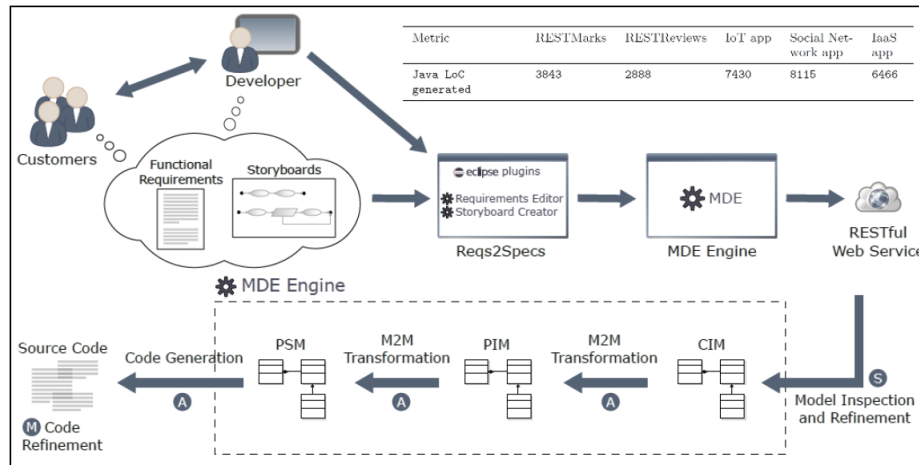 Metric RESTMarks RESTReviews IoT app Social Net- IaaS
work app app
Java LoC 3843 2888 7430 8115 6466
generated
Developer
Customers
Functional
Requirements
Storyboards
eclipse plugins
Requirements Editor
Storyboard Creator
Reqs2Specs
MDE
MDE Engine
RESTful
Web Service
MDE Engine
Source Code
Code Generation
PSM
M2M
Transformation
PIM
M2M
Transformation
CIM
A
A
A
S
Model Inspection
and Refinement
M Code
Refinement